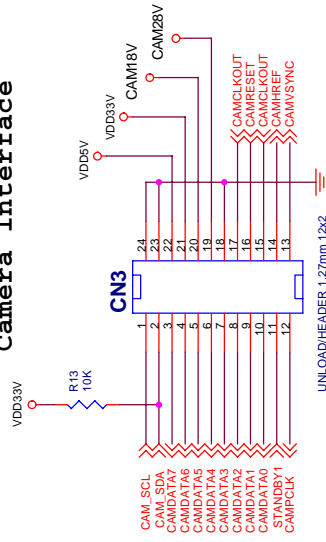 Camera Interface
VDD33V
R13
10K
VDD5V
VDD33V
CAM18V
CAM28V
CN3
CAM_SCL 1
CAM_SDA 2
CAMDATA7 3
CAMDATA6 4
CAMDATA5 5
CAMDATA4 6
CAMDATA3 7
CAMDATA2 8
CAMDATA1 9
CAMDATA0 10
STANDBY1 11
CAMPCLK 12
24
23
22
21
20
19
18
17 CAMCLKOUT
16 CAMRESET
15 CAMCLKOUT
14 CAMHREF
13 CAMVSYNC
UNLOAD/HEADER 1.27mm 12x2